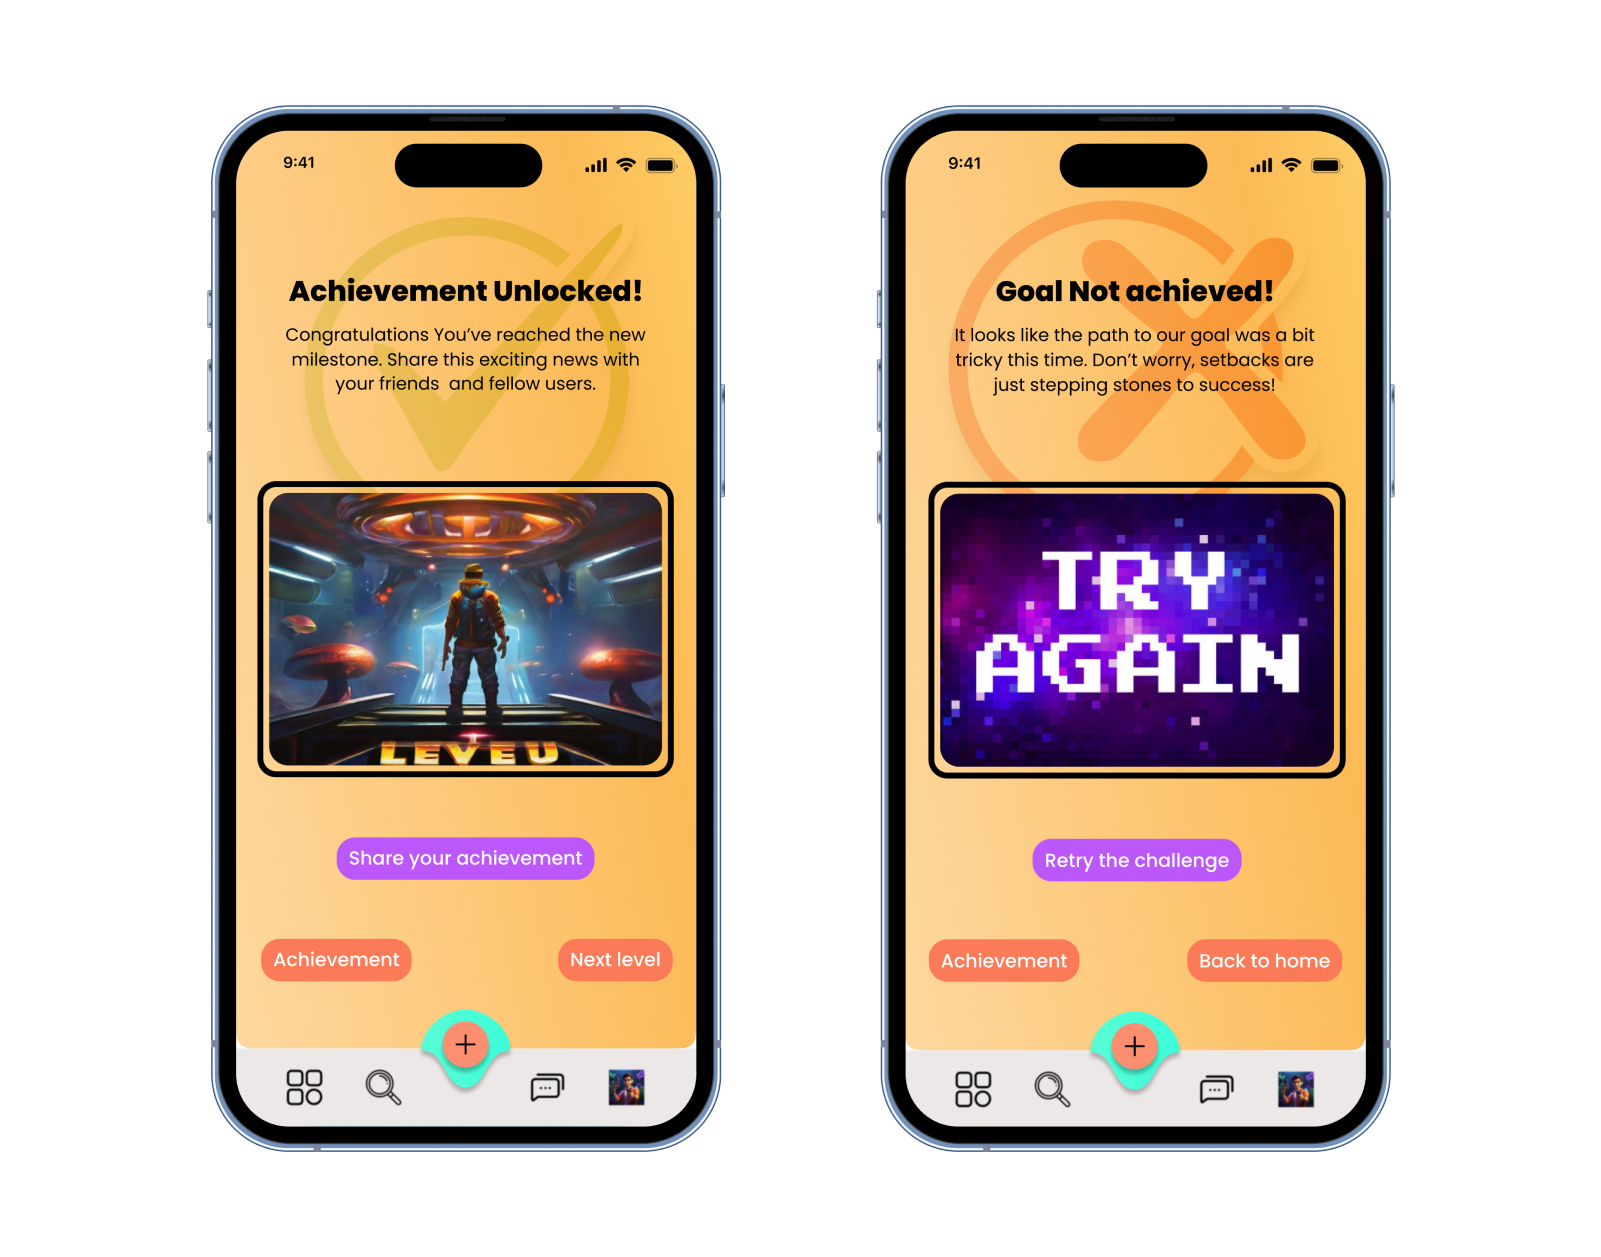 9:41
Achievement Unlocked!
Congratulations You've reached the new
milestone. Share this exciting news with
your friends  and fellow users.
LEVEU
Share your achievement
Achievement
Next level
9:41
Goal Not achieved!
It looks like the path to our goal was a bit
tricky this time. Don't worry, setbacks are
just stepping stones to success!
TRY
AGAIN
Retry the challenge
Achievement
Back to home